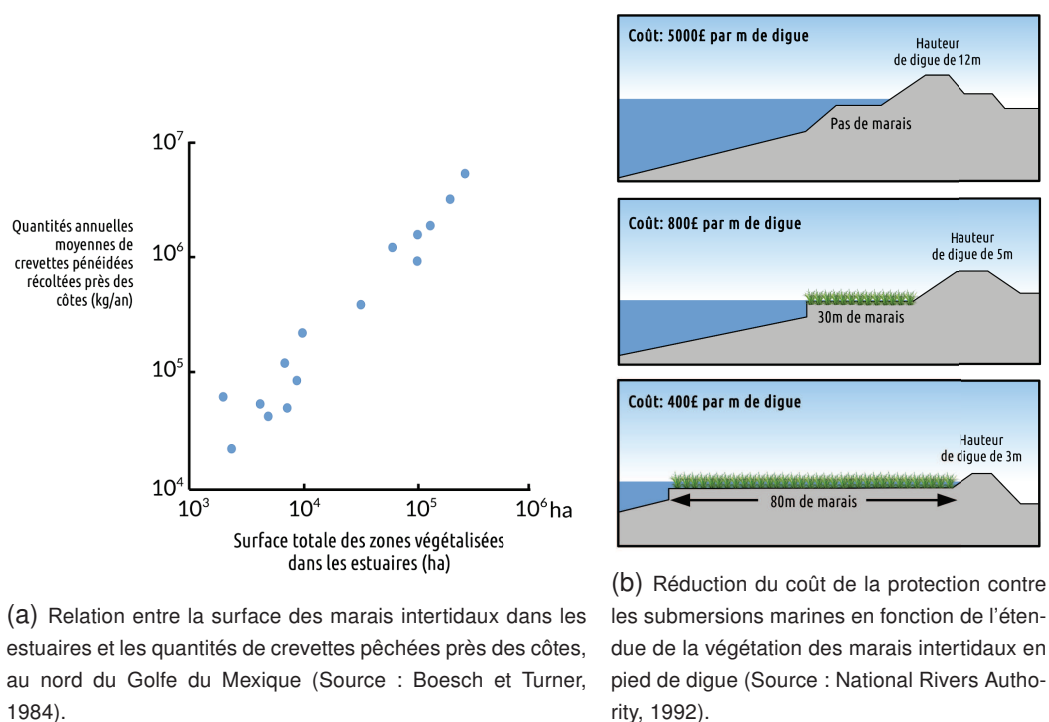 10⁷
10⁶
10⁵
10⁴
Quantités annuelles
moyennes de
crevettes pénéidées
récoltées près des
côtes (kg/an)
10³ 10⁴ 10⁵ 10⁶ ha
Surface totale des zones végétalisées
dans les estuaires (ha)
(a) Relation entre la surface des marais intertidaux dans les
estuaires et les quantités de crevettes pêchées près des côtes,
au nord du Golfe du Mexique (Source : Boesch et Turner,
1984).
Coût: 5000£ par m de digue
Hauteur
de digue de 12m
Pas de marais
Coût: 800£ par m de digue
Hauteur
de digue de 5m
30m de marais
Coût: 400£ par m de digue
Hauteur
de digue de 3m
80m de marais
(b) Réduction du coût de la protection contre
les submersions marines en fonction de l'éten-
due de la végétation des marais intertidaux en
pied de digue (Source : National Rivers Autho-
rity, 1992).